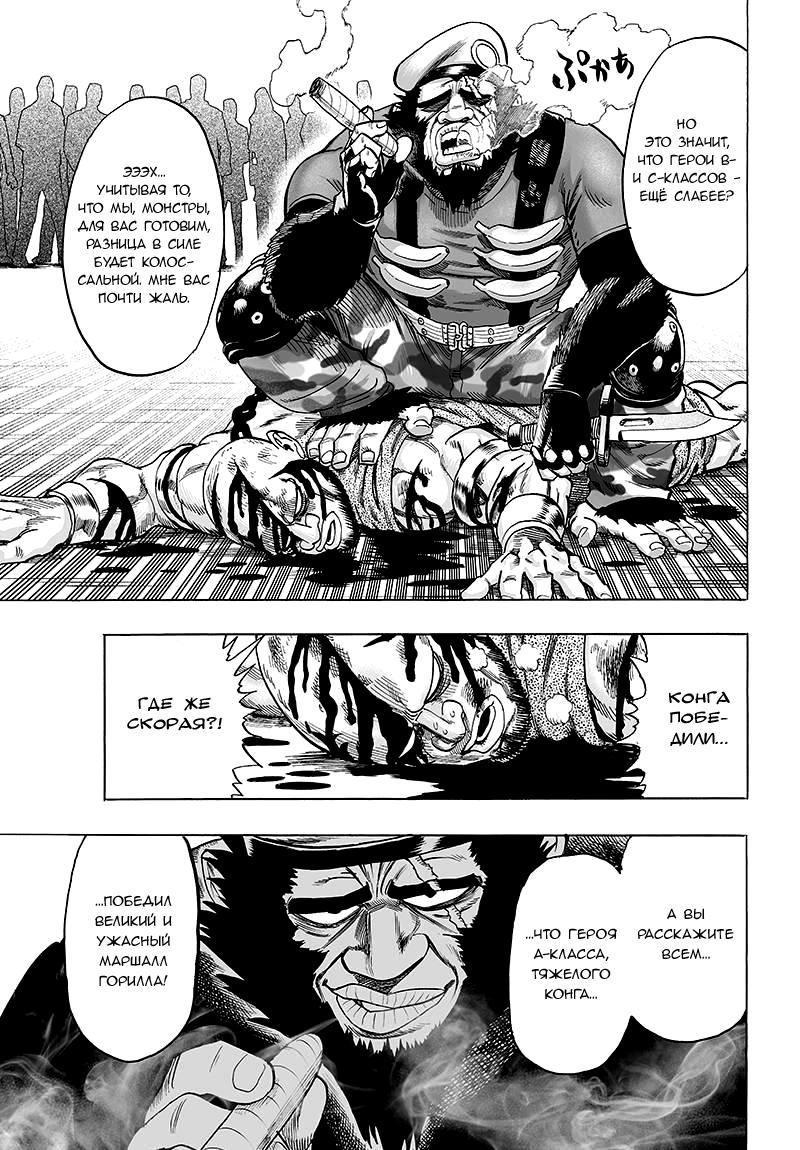 ぷかぁ
НО
ЭТО ЗНАЧИТ,
ЧТО ГЕРОИ В-
И С-КЛАССОВ -
ЕЩЁ СЛАБЕЕ?
ЭЭЭХ...
УЧИТЫВАЯ ТО,
ЧТО МЫ, МОНСТРЫ,
ДЛЯ ВАС ГОТОВИМ,
РАЗНИЦА В СИЛЕ
БУДЕТ КОЛОС-
САЛЬНОЙ. МНЕ ВАС
ПОЧТИ ЖАЛЬ.
КОНГА
ПОБЕ-
ДИЛИ...
ГДЕ ЖЕ
СКОРАЯ?!
А ВЫ
РАССКАЖИТЕ
ВСЕМ...
...ЧТО ГЕРОЯ
А-КЛАССА,
ТЯЖЕЛОГО
КОНГА...
...ПОБЕДИЛ
ВЕЛИКИЙ И
УЖАСНЫЙ
МАРШАЛЛ
ГОРИЛЛА!